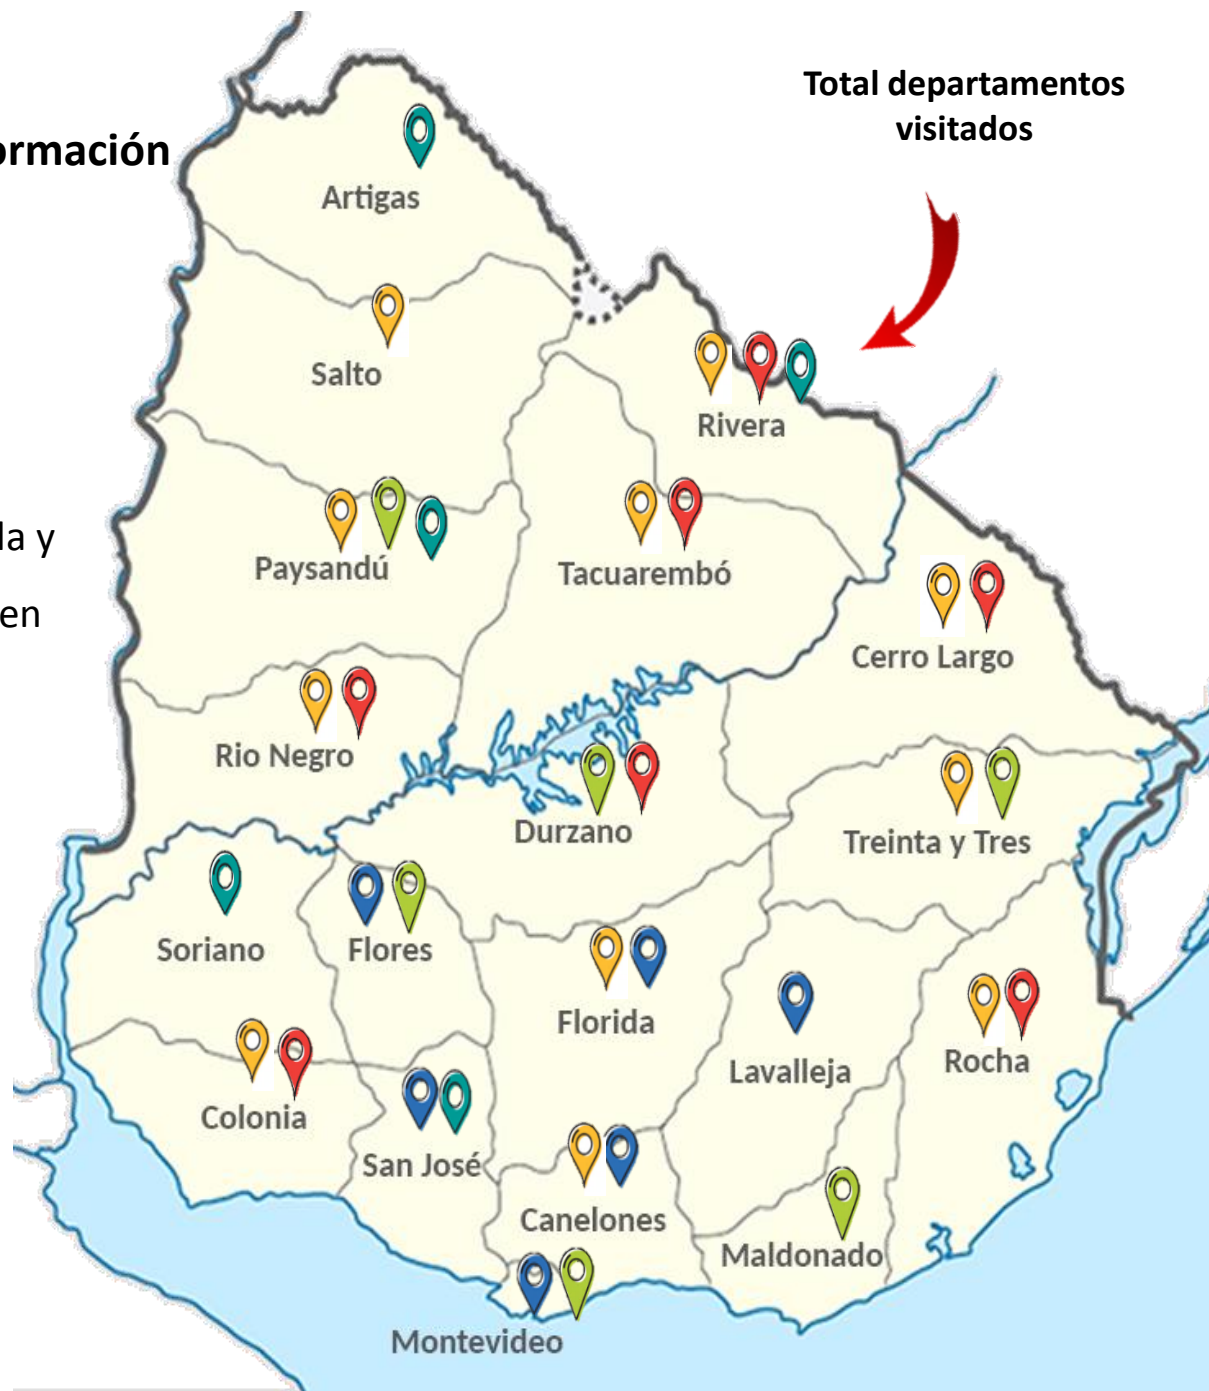 Total departamentos
visitados
ormación
Artigas
Salto
Rivera
la y
Paysandú
Tacuarembó
en
Cerro Largo
Rio Negro
Durzano
Treinta y Tres
Soriano
Flores
Florida
Lavalleja
Rocha
Colonia
San José
Canelones
Maldonado
Montevideo